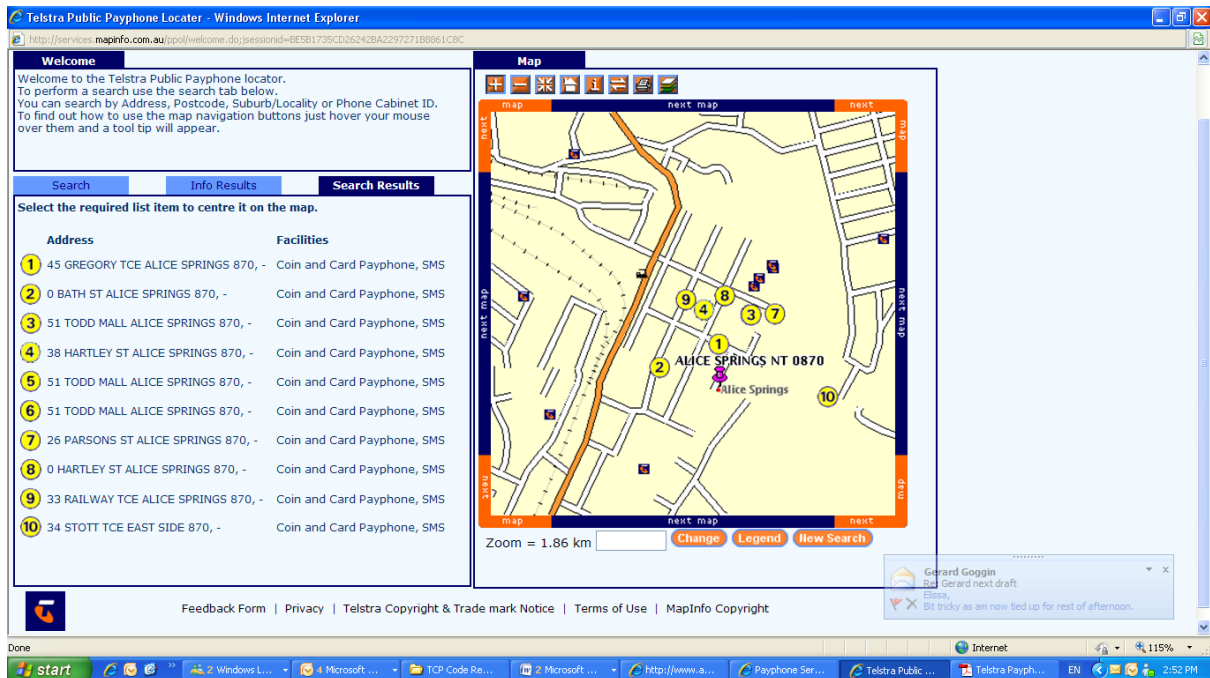 Telstra Public Payphone Locater - Windows Internet Explorer
http://services.mapinfo.com.au/ppol/welcome.do;jsessionid=BE5B1735CD26242BA2297271B8861C8C
Welcome
Welcome to the Telstra Public Payphone locator.
To perform a search use the search tab below.
You can search by Address, Postcode, Suburb/Locality or Phone Cabinet ID.
To find out how to use the map navigation buttons just hover your mouse
over them and a tool tip will appear.
Search Info Results Search Results
Select the required list item to centre it on the map.
Address Facilities
1 45 GREGORY TCE ALICE SPRINGS 870, - Coin and Card Payphone, SMS
2 0 BATH ST ALICE SPRINGS 870, - Coin and Card Payphone, SMS
3 51 TODD MALL ALICE SPRINGS 870, - Coin and Card Payphone, SMS
4 38 HARTLEY ST ALICE SPRINGS 870, - Coin and Card Payphone, SMS
5 51 TODD MALL ALICE SPRINGS 870, - Coin and Card Payphone, SMS
6 51 TODD MALL ALICE SPRINGS 870, - Coin and Card Payphone, SMS
7 26 PARSONS ST ALICE SPRINGS 870, - Coin and Card Payphone, SMS
8 0 HARTLEY ST ALICE SPRINGS 870, - Coin and Card Payphone, SMS
9 33 RAILWAY TCE ALICE SPRINGS 870, - Coin and Card Payphone, SMS
10 34 STOTT TCE EAST SIDE 870, - Coin and Card Payphone, SMS
Map
map next map next
next map
next map next map
9 4 8 3 7
1
2 ALICE SPRINGS NT 0870
Alice Springs
10
next map
map next map next
Zoom = 1.86 km Change Legend New Search
Gerard Goggin
Re: Gerard next draft
Elissa,
Bit tricky as am now tied up for rest of afternoon.
Feedback Form | Privacy | Telstra Copyright & Trade mark Notice | Terms of Use | MapInfo Copyright
Done Internet 115%
start 2 Windows L... 4 Microsoft ... TCP Code Re... 2 Microsoft ... http://www.a... Payphone Ser... Telstra Public ... Telstra Payph... EN 2:52 PM